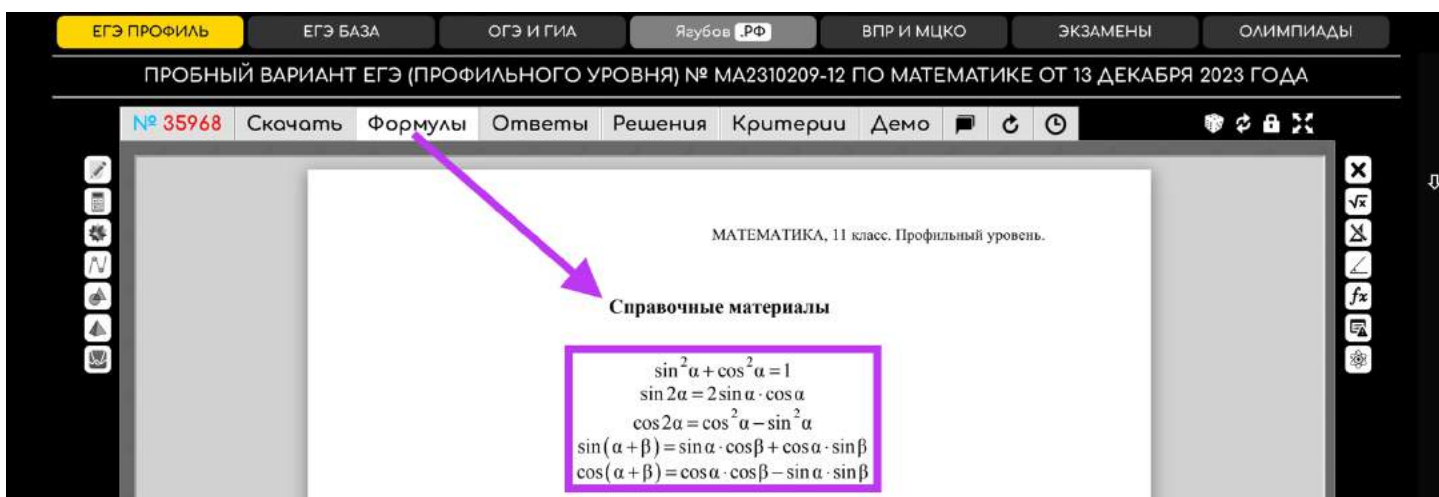 ЕГЭ ПРОФИЛЬ ЕГЭ БАЗА ОГЭ И ГИА Ягубов .РФ ВПР И МЦКО ЭКЗАМЕНЫ ОЛИМПИАДЫ
ПРОБНЫЙ ВАРИАНТ ЕГЭ (ПРОФИЛЬНОГО УРОВНЯ) № МА2310209-12 ПО МАТЕМАТИКЕ ОТ 13 ДЕКАБРЯ 2023 ГОДА
№ 35968 Скачать Формулы Ответы Решения Критерии Демо
√x
fx
МАТЕМАТИКА, 11 класс. Профильный уровень.
Справочные материалы
sin²α + cos²α = 1
sin 2α = 2 sin α · cos α
cos 2α = cos²α − sin²α
sin(α + β) = sin α · cos β + cos α · sin β
cos(α + β) = cos α · cos β − sin α · sin β